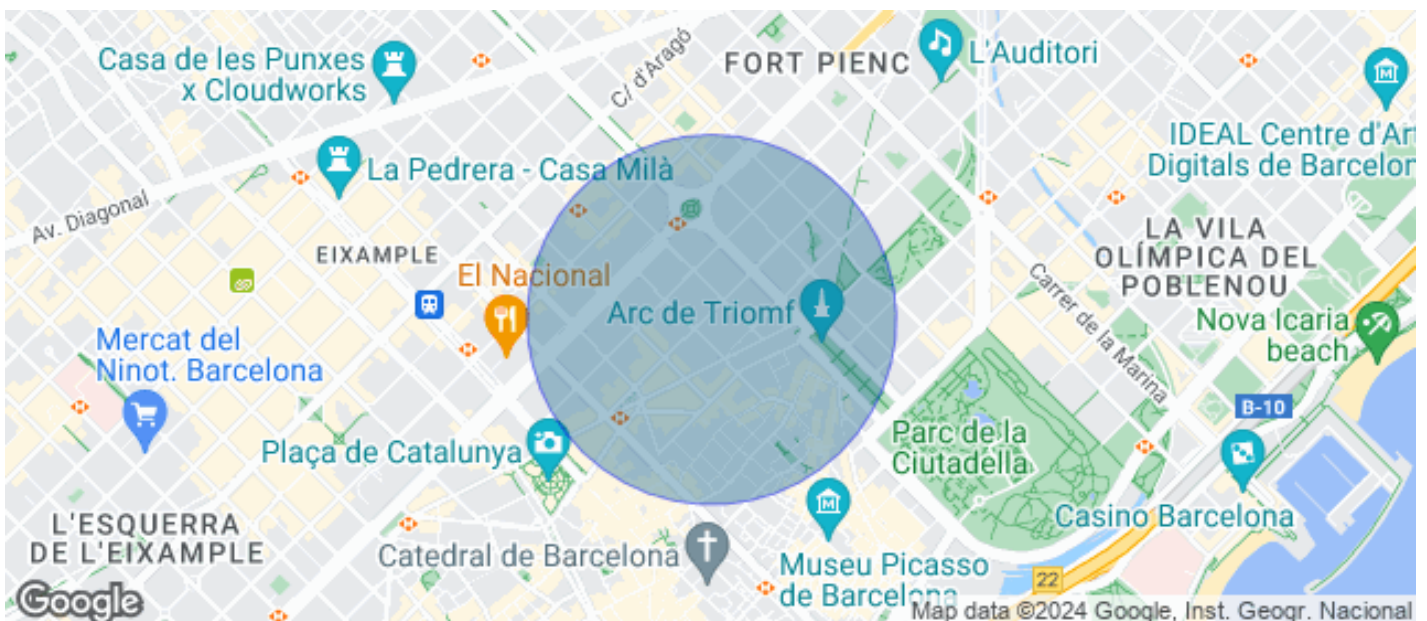 Casa de les Punxes
x Cloudworks
C/ d'Aragó
FORT PIENC
L'Auditori
IDEAL Centre d'Art
Digitals de Barcelon
La Pedrera - Casa Milà
Av. Diagonal
EIXAMPLE
El Nacional
Arc de Triomf
LA VILA
OLÍMPICA DEL
POBLENOU
Carrer de la Marina
Nova Icaria
beach
Mercat del
Ninot. Barcelona
B-10
Plaça de Catalunya
Parc de la
Ciutadella
Casino Barcelona
L'ESQUERRA
DE L'EIXAMPLE
Catedral de Barcelona
Museu Picasso
de Barcelona
22
Google
Map data ©2024 Google, Inst. Geogr. Nacional